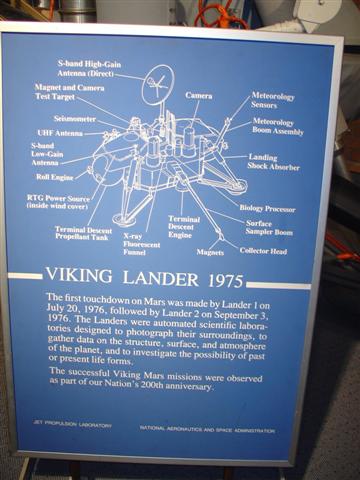 S-band High-Gain
Antenna (Direct)
Magnet and Camera
Test Target
Camera
Meteorology
Sensors
Seismometer
Meteorology
Boom Assembly
UHF Antenna
S-band
Low-Gain
Antenna
Landing
Shock Absorber
Roll Engine
RTG Power Source
(inside wind cover)
Biology Processor
Terminal Descent
Propellant Tank
X-ray
Fluorescent
Funnel
Terminal
Descent
Engine
Surface
Sampler Boom
Magnets
Collector Head
VIKING LANDER 1975
The first touchdown on Mars was made by Lander 1 on
July 20, 1976, followed by Lander 2 on September 3,
1976. The Landers were automated scientific labora-
tories designed to photograph their surroundings, to
gather data on the structure, surface, and atmosphere
of the planet, and to investigate the possibility of past
or present life forms.
The successful Viking Mars missions were observed
as part of our Nation's 200th anniversary.
JET PROPULSION LABORATORY
NATIONAL AERONAUTICS AND SPACE ADMINISTRATION